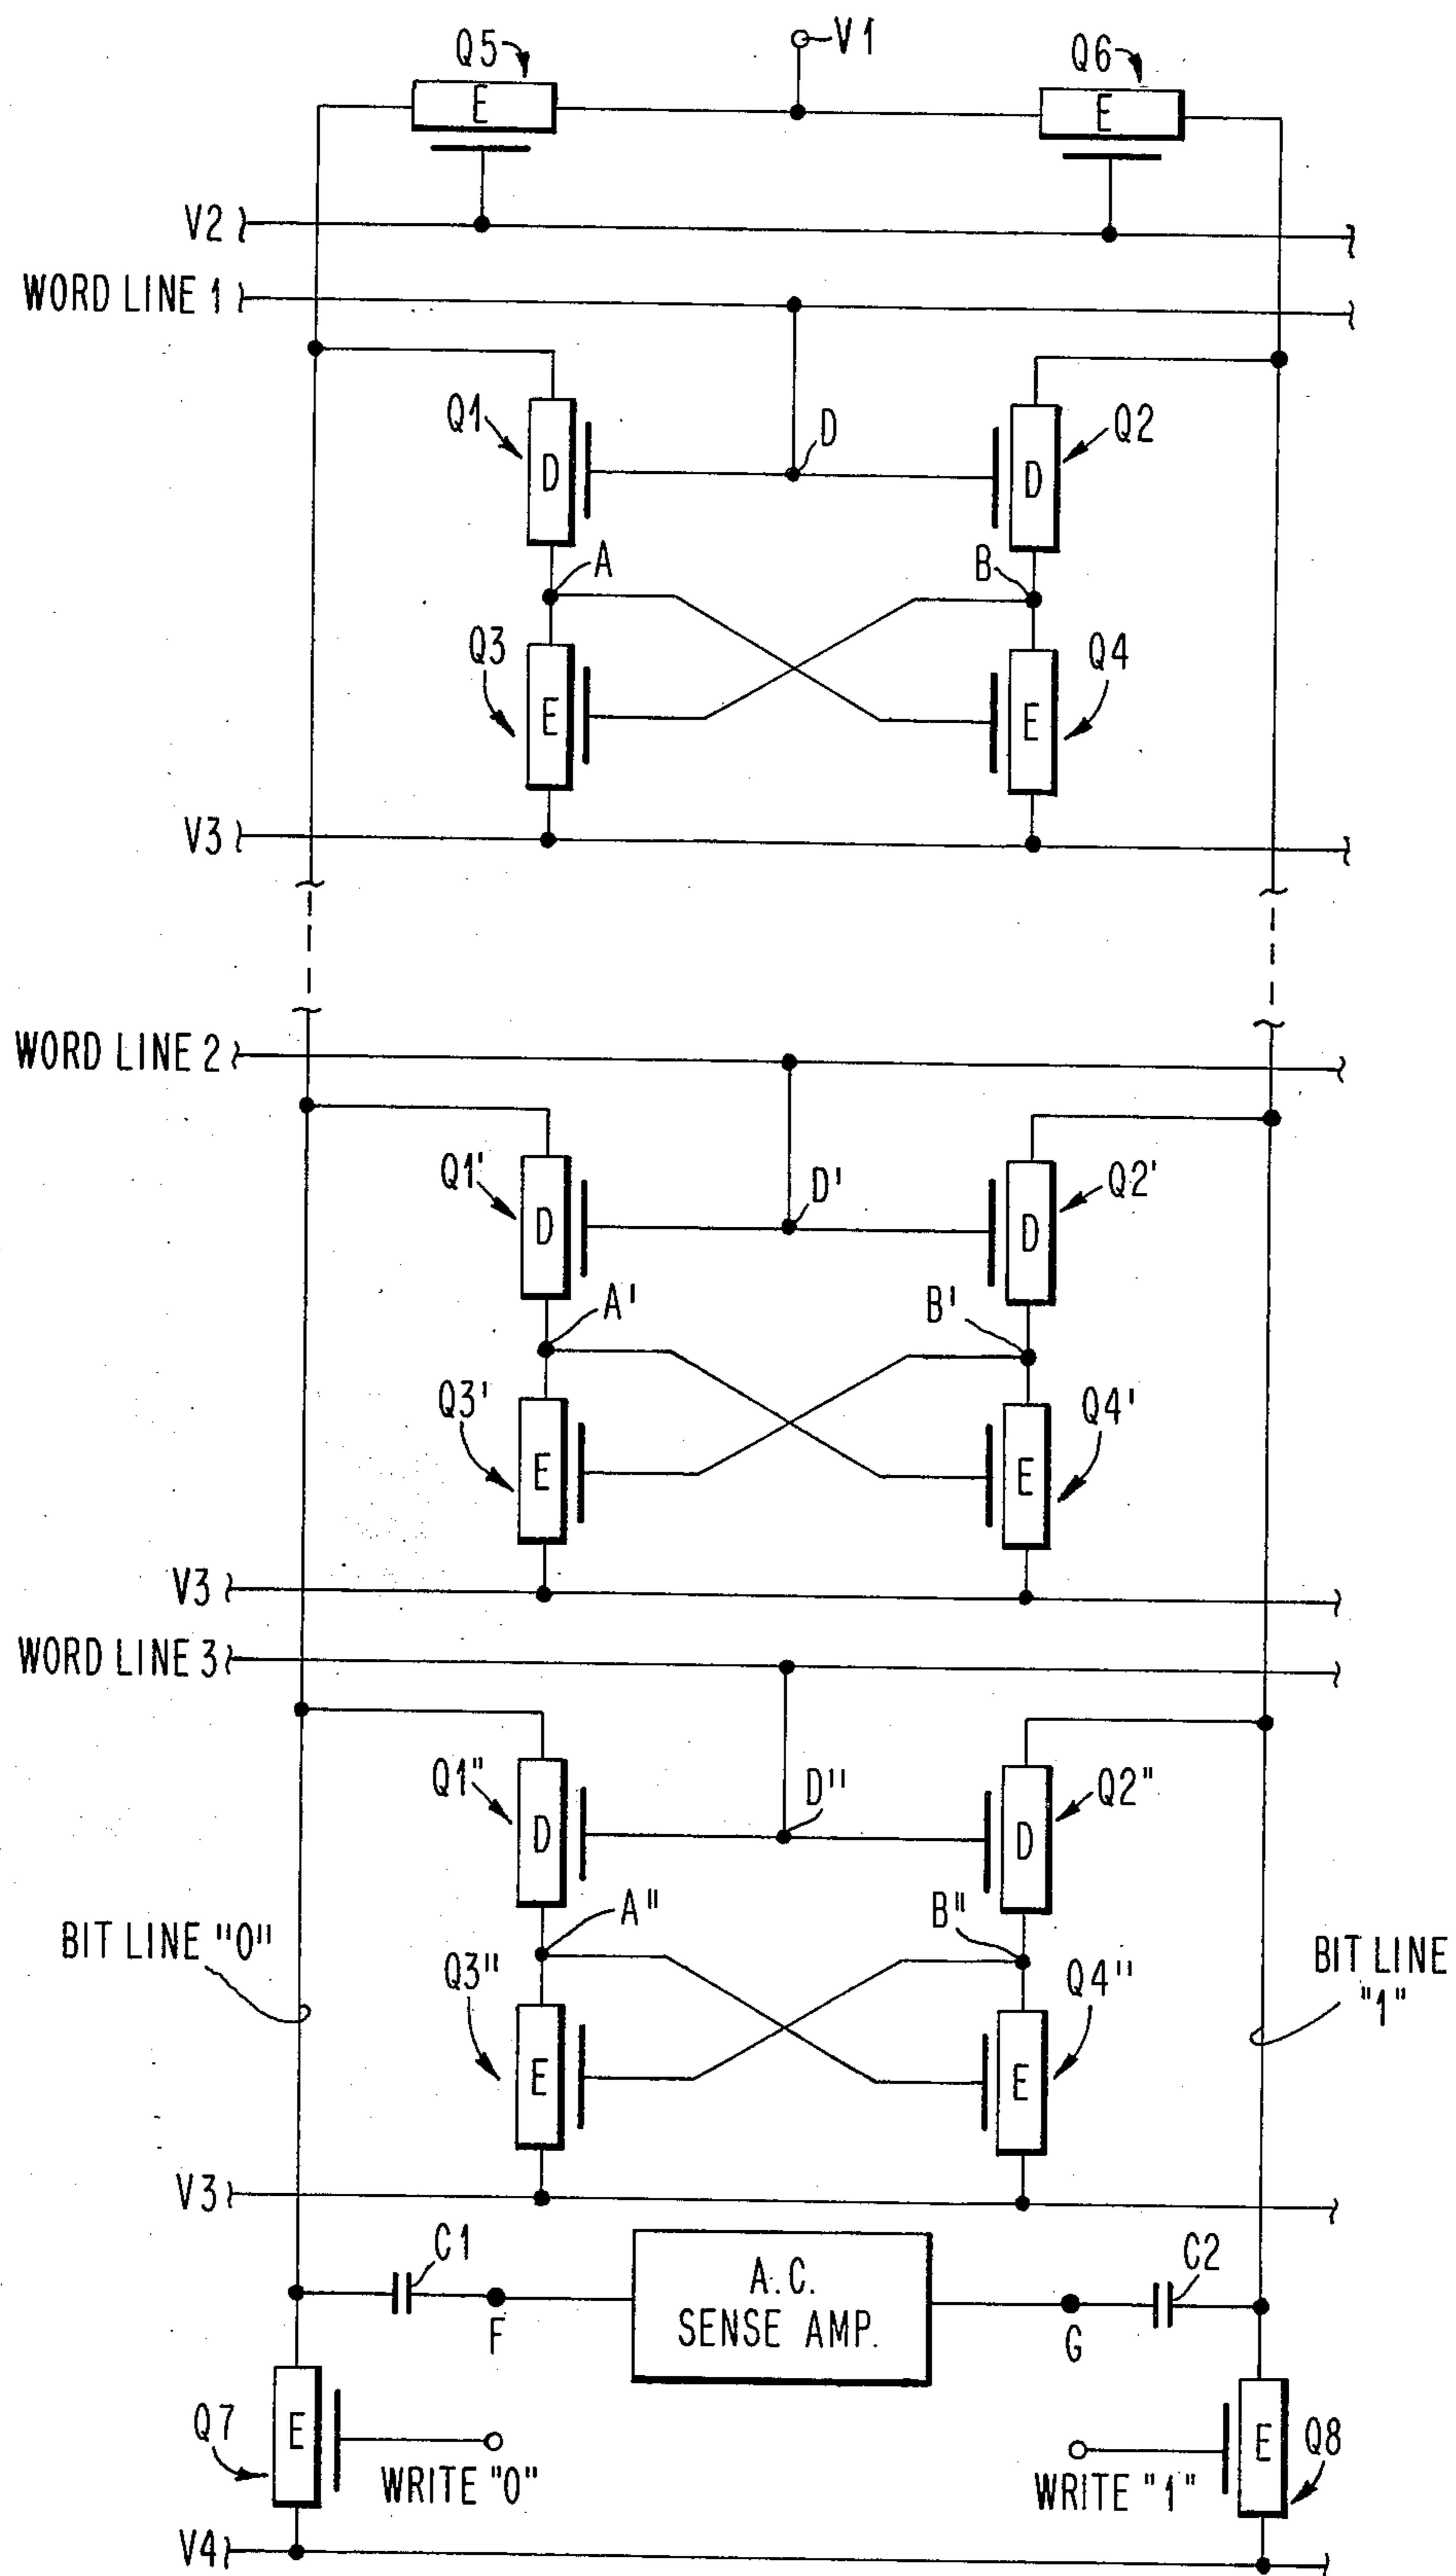 Q5
V1
Q6
E
E
V2
WORD LINE 1
Q1
D
Q2
D
D
A
B
Q3
Q4
E
E
V3
WORD LINE 2
Q1'
D'
Q2'
D
D
A'
B'
Q3'
Q4'
E
E
V3
WORD LINE 3
Q1"
D"
Q2"
D
D
A"
B"
BIT LINE "0"
BIT LINE
"1"
Q3"
Q4"
E
E
V3
C1
C2
A.C.
SENSE AMP.
F
G
Q7
E
WRITE "0"
WRITE "1"
E
Q8
V4